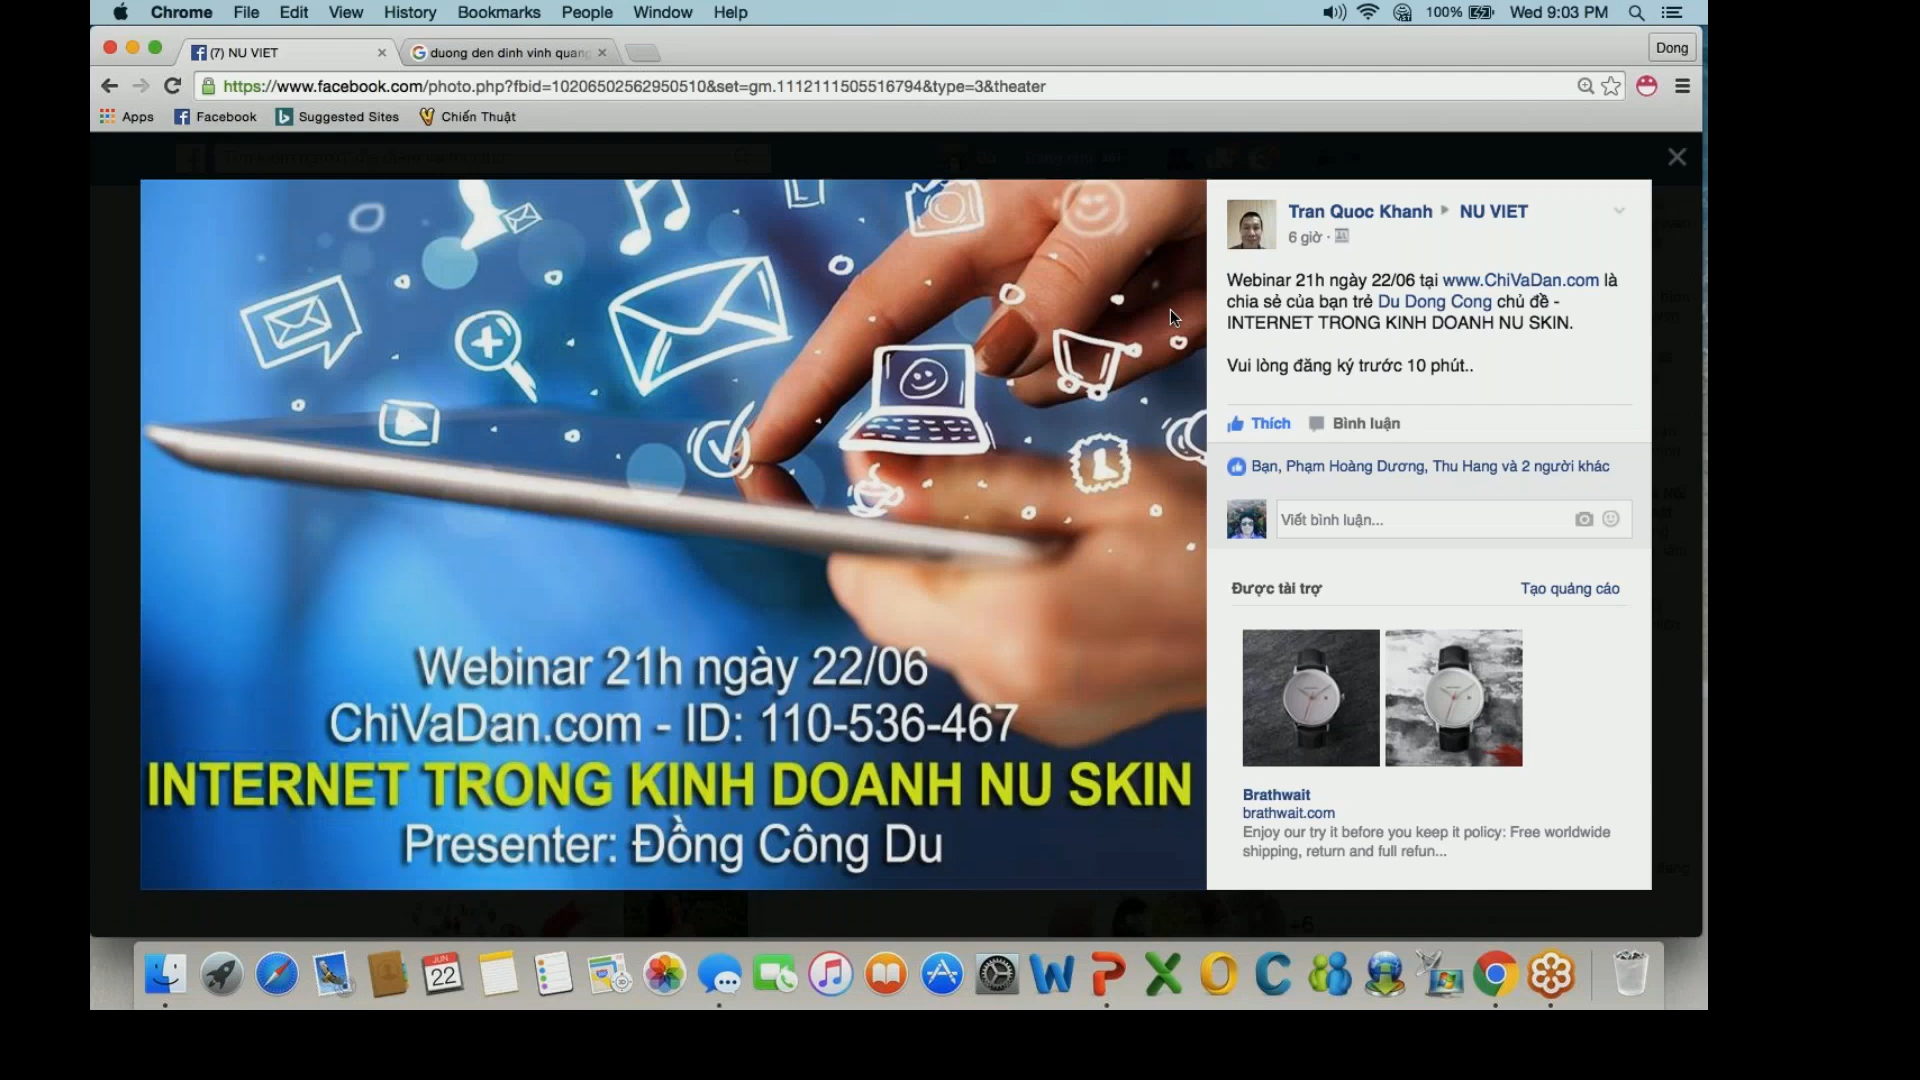 Chrome File Edit View History Bookmarks People Window Help 100% Wed 9:03 PM
(7) NU VIET
duong den dinh vinh quang
Dong
https://www.facebook.com/photo.php?fbid=10206502562950510&set=gm.1112111505516794&type=3&theater
Apps Facebook Suggested Sites Chiến Thuật
Webinar 21h ngày 22/06
ChiVaDan.com - ID: 110-536-467
INTERNET TRONG KINH DOANH NU SKIN
Presenter: Đồng Công Du
Tran Quoc Khanh NU VIET
6 giờ ·
Webinar 21h ngày 22/06 tại www.ChiVaDan.com là
chia sẻ của bạn trẻ Du Dong Cong chủ đề -
INTERNET TRONG KINH DOANH NU SKIN.
Vui lòng đăng ký trước 10 phút..
Thích Bình luận
Bạn, Phạm Hoàng Dương, Thu Hang và 2 người khác
Viết bình luận...
Được tài trợ Tạo quảng cáo
Brathwait
brathwait.com
Enjoy our try it before you keep it policy: Free worldwide
shipping, return and full refun...
+6
JUN
22